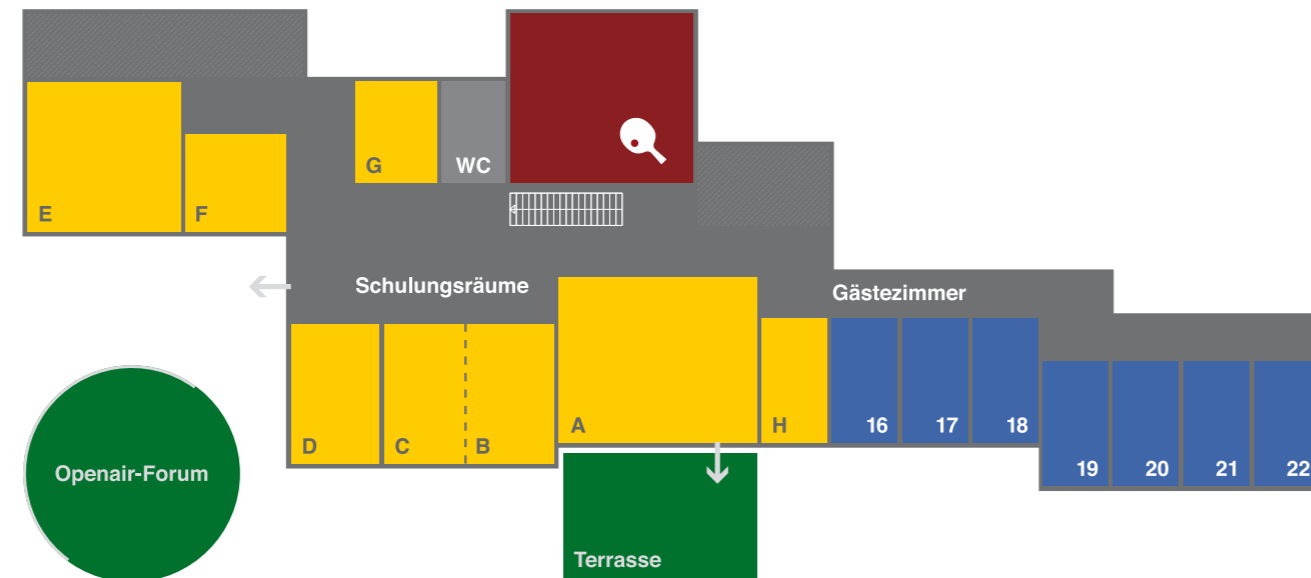 G
WC
E
F
Schulungsräume
Gästezimmer
A
H
16
17
18
D
C
B
19
20
21
22
Openair-Forum
Terrasse